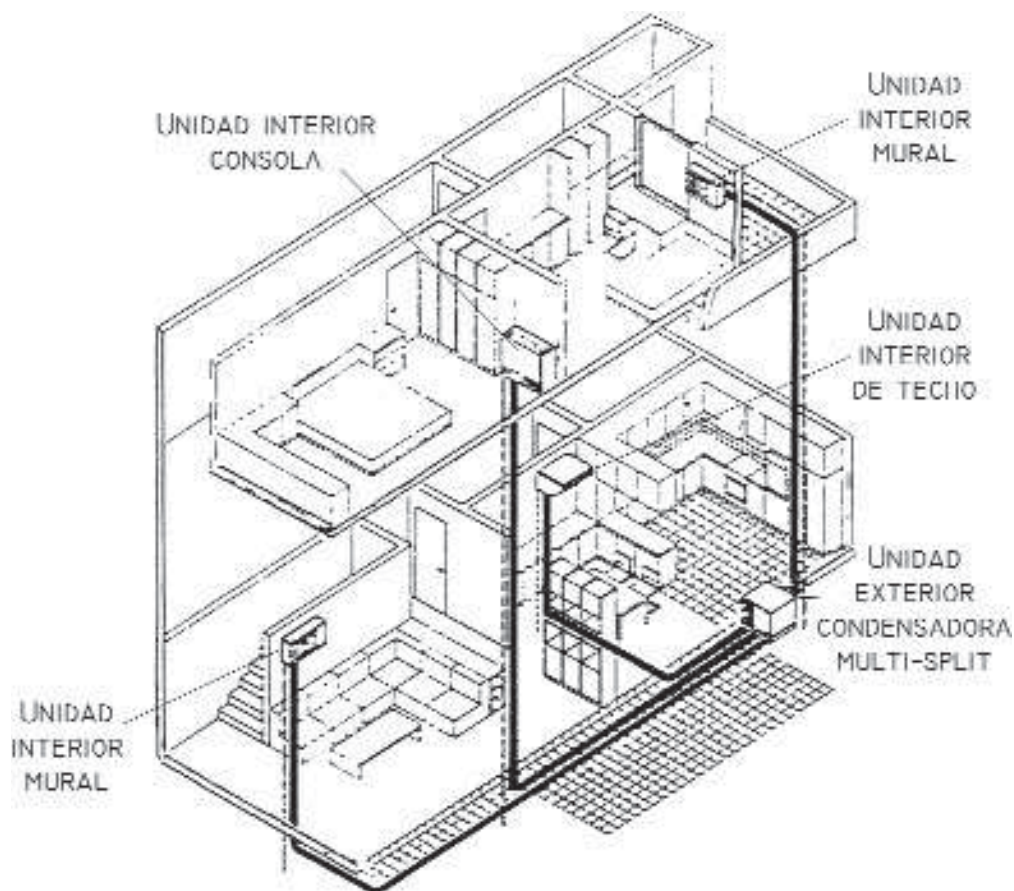 UNIDAD INTERIOR
CONSOLA
UNIDAD
INTERIOR
MURAL
UNIDAD
INTERIOR
DE TECHO
UNIDAD
EXTERIOR
CONDENSADORA
MULTI-SPLIT
UNIDAD
INTERIOR
MURAL